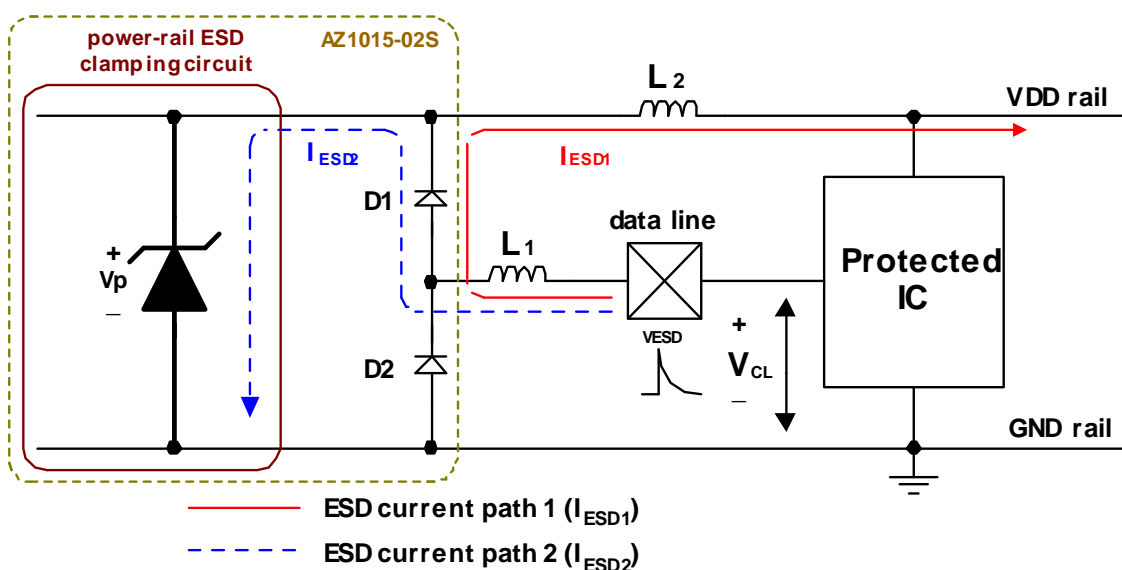 power-rail ESD
clamping circuit
AZ1015-02S
L2
VDD rail
IESD2
IESD1
D1
data line
L1
+
Vp
_
Protected
IC
VESD
+
VCL
_
D2
GND rail
ESD current path 1 (IESD1)
ESD current path 2 (IESD2)